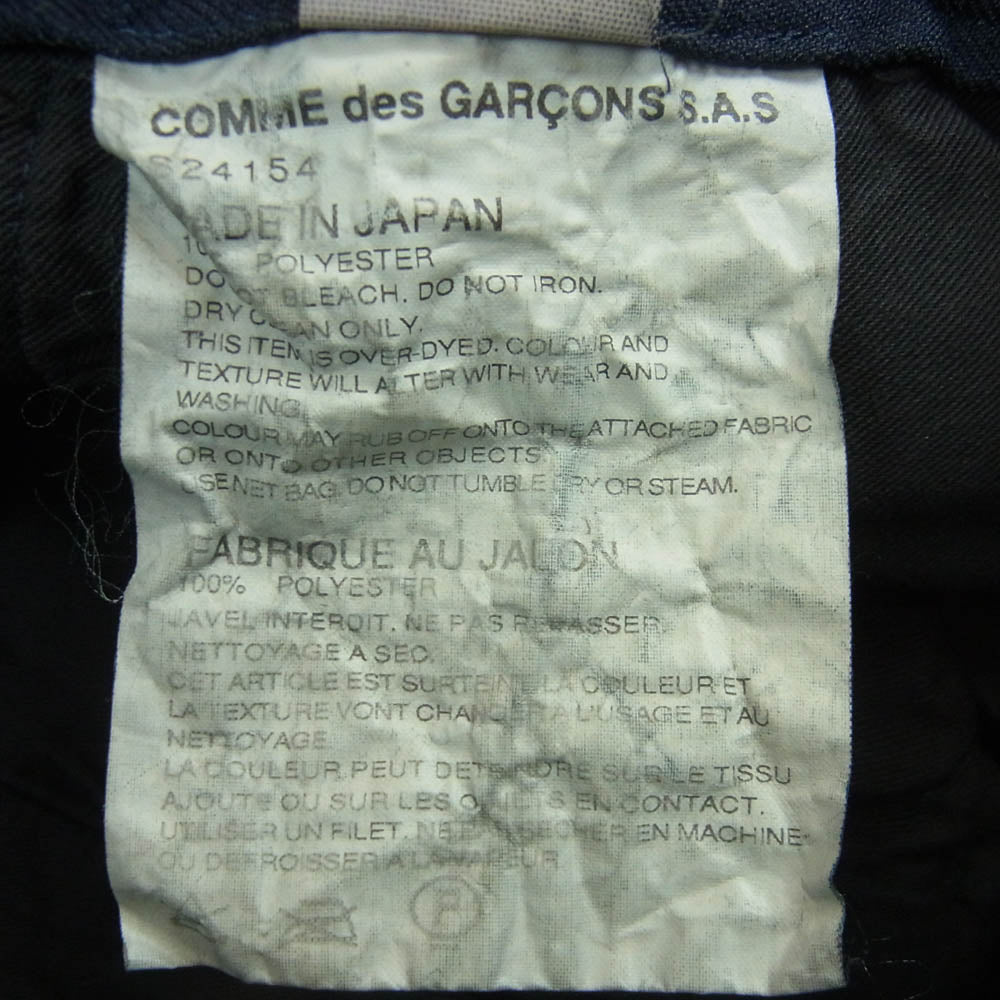 COMME des GARÇONS S.A.S
S24154
MADE IN JAPAN
100% POLYESTER
DO NOT BLEACH. DO NOT IRON.
DRY CLEAN ONLY.
THIS ITEM IS OVER-DYED. COLOUR AND
TEXTURE WILL ALTER WITH WEAR AND
WASHING.
COLOUR MAY RUB OFF ONTO THE ATTACHED FABRIC
OR ONTO OTHER OBJECTS
USE NET BAG. DO NOT TUMBLE DRY OR STEAM.
FABRIQUE AU JAPON
100% POLYESTER
JAVEL INTERDIT. NE PAS REPASSER.
NETTOYAGE A SEC.
CET ARTICLE EST SURTEINT. LA COULEUR ET
LA TEXTURE VONT CHANGER A L'USAGE ET AU
NETTOYAGE
LA COULEUR PEUT DETEINDRE SUR LE TISSU
AJOUTE OU SUR LES OBJETS EN CONTACT.
UTILISER UN FILET. NE PAS SECHER EN MACHINE
OU DEFROISSER A LA VAPEUR
P